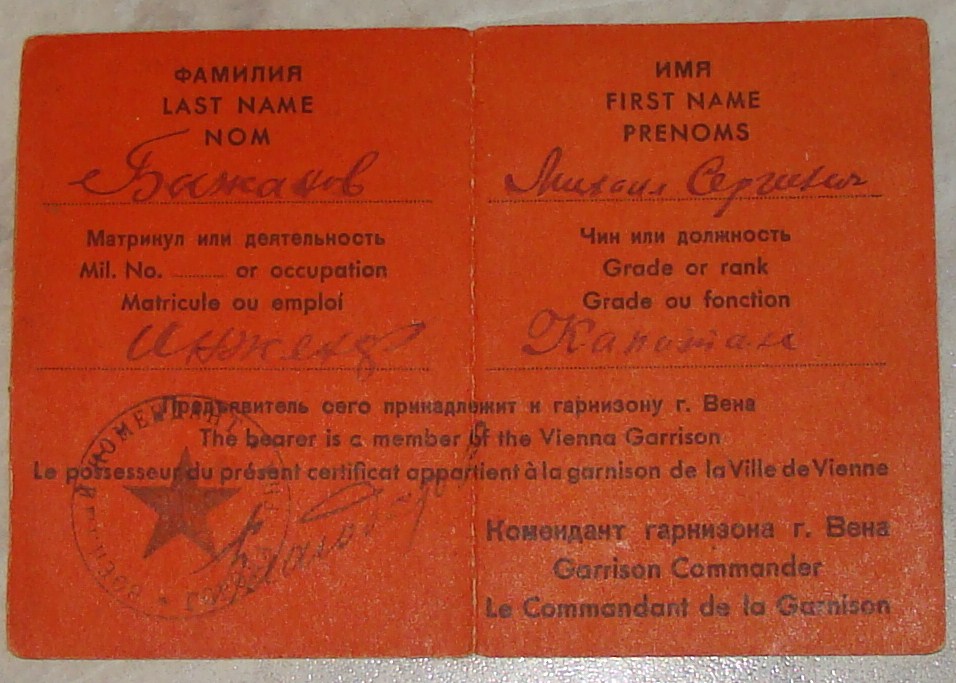 ФАМИЛИЯ
LAST NAME
NOM
Бажанов
Матрикул или деятельность
Mil. No. ........ or occupation
Matricule ou emploi
Инженер
ИМЯ
FIRST NAME
PRENOMS
Михаил Сергеевич
Чин или должность
Grade or rank
Grade ou fonction
Капитан
Предъявитель сего принадлежит к гарнизону г. Вена
The bearer is a member of the Vienna Garrison
Le possesseur du présent certificat appartient à la garnison de la Ville de Vienne
Комендант гарнизона г. Вена
Garrison Commander
Le Commandant de la Garnison